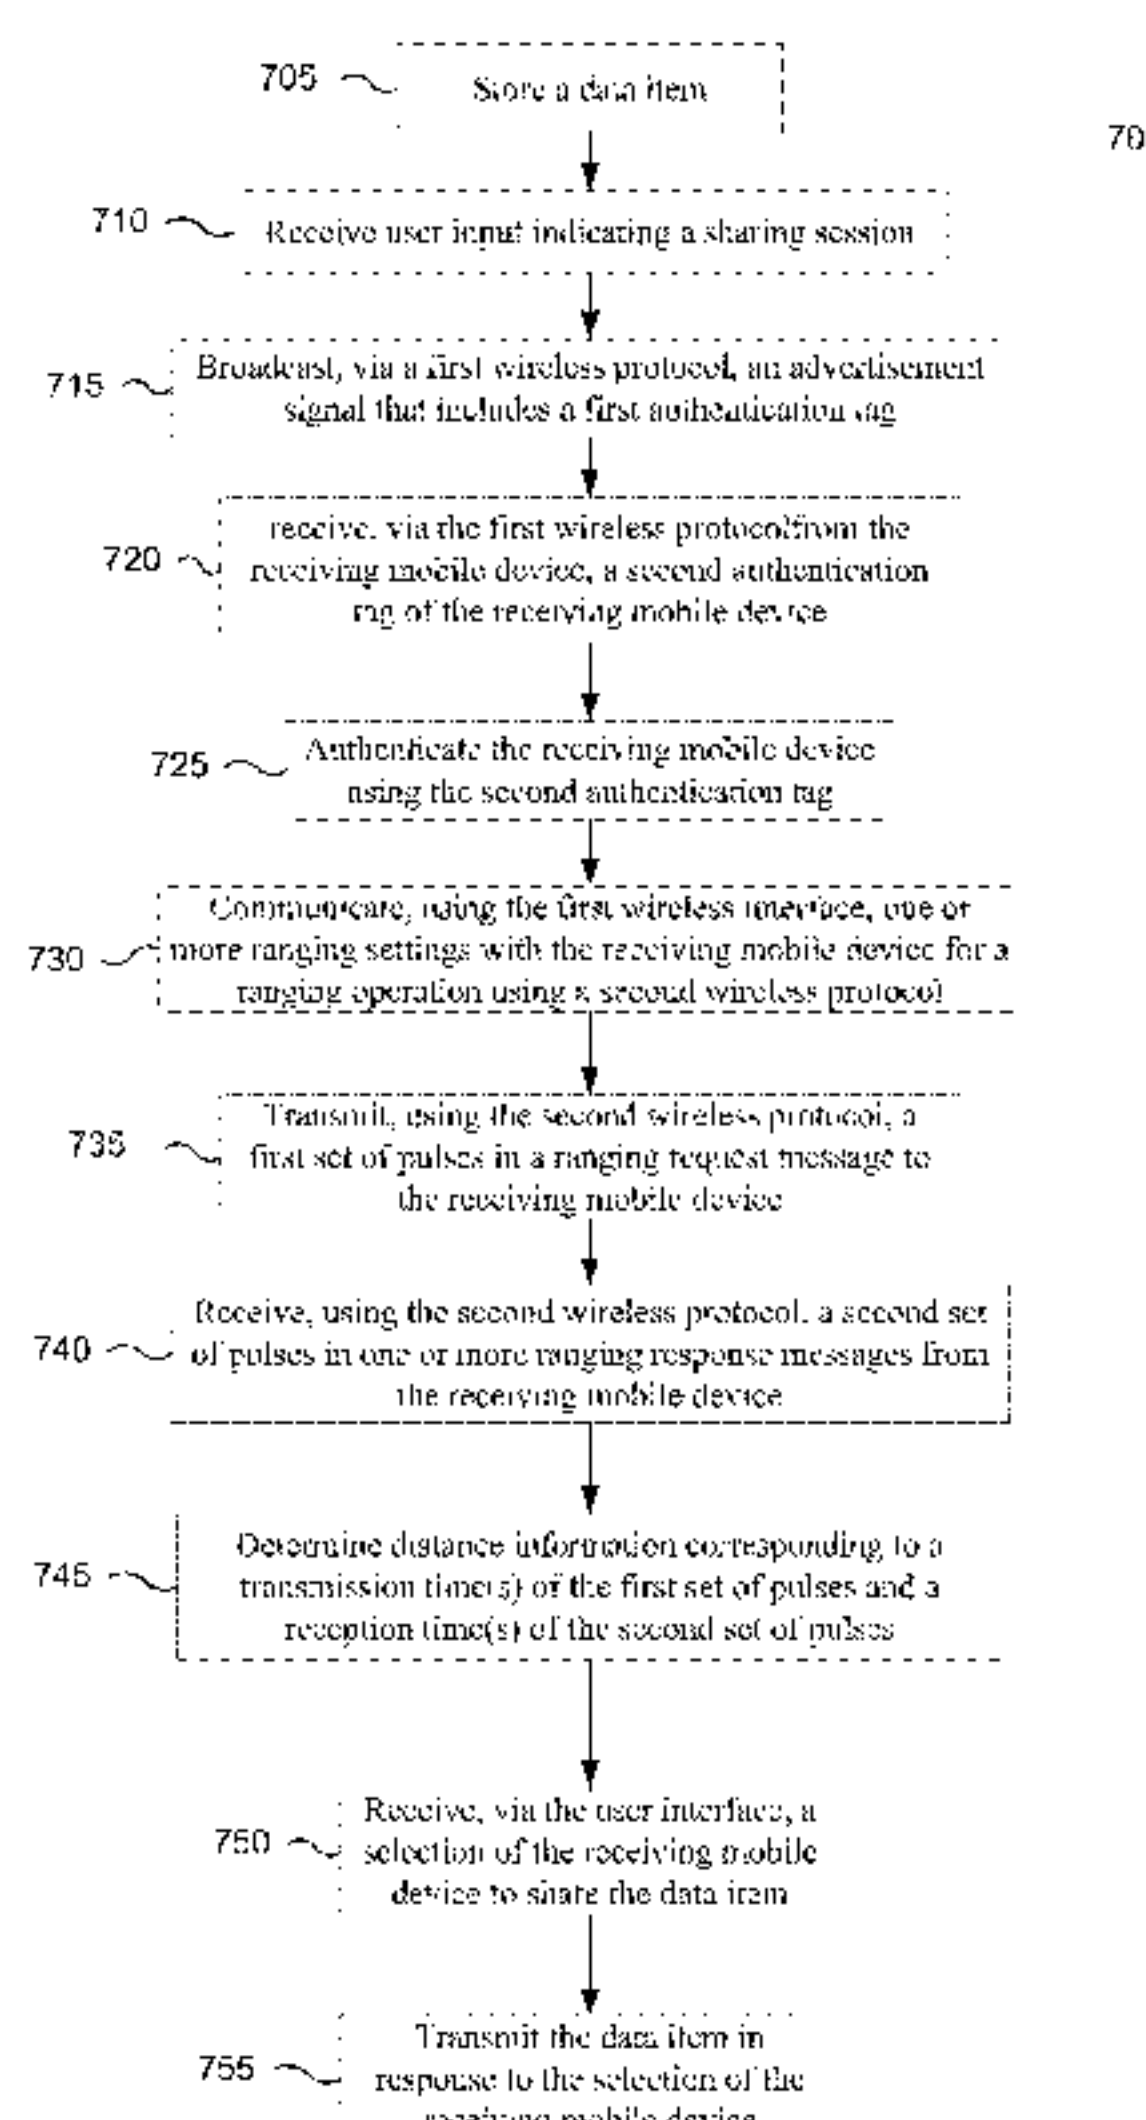 705
Store a data item
70
710
Receive user input indicating a sharing session
715
Broadcast, via a first wireless protocol, an advertisement
signal that includes a first authentication tag
720
receive, via the first wireless protocol from the
receiving mobile device, a second authentication
tag of the receiving mobile device
725
Authenticate the receiving mobile device
using the second authentication tag
730
Communicate, using the first wireless interface, one or
more ranging settings with the receiving mobile device for a
ranging operation using a second wireless protocol
735
Transmit, using the second wireless protocol, a
first set of pulses in a ranging request message to
the receiving mobile device
740
Receive, using the second wireless protocol, a second set
of pulses in one or more ranging response messages from
the receiving mobile device
745
Determine distance information corresponding to a
transmission time(s) of the first set of pulses and a
reception time(s) of the second set of pulses
750
Receive, via the user interface, a
selection of the receiving mobile
device to share the data item
755
Transmit the data item in
response to the selection of the
receiving mobile device